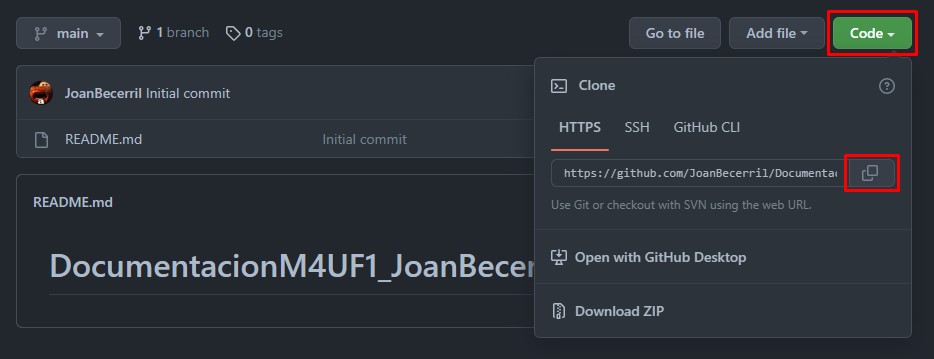 main 1 branch 0 tags Go to file Add file Code
JoanBecerril Initial commit
README.md Initial commit
README.md
DocumentacionM4UF1_JoanBecer
Clone
HTTPS SSH GitHub CLI
https://github.com/JoanBecerril/Documenta
Use Git or checkout with SVN using the web URL.
Open with GitHub Desktop
Download ZIP